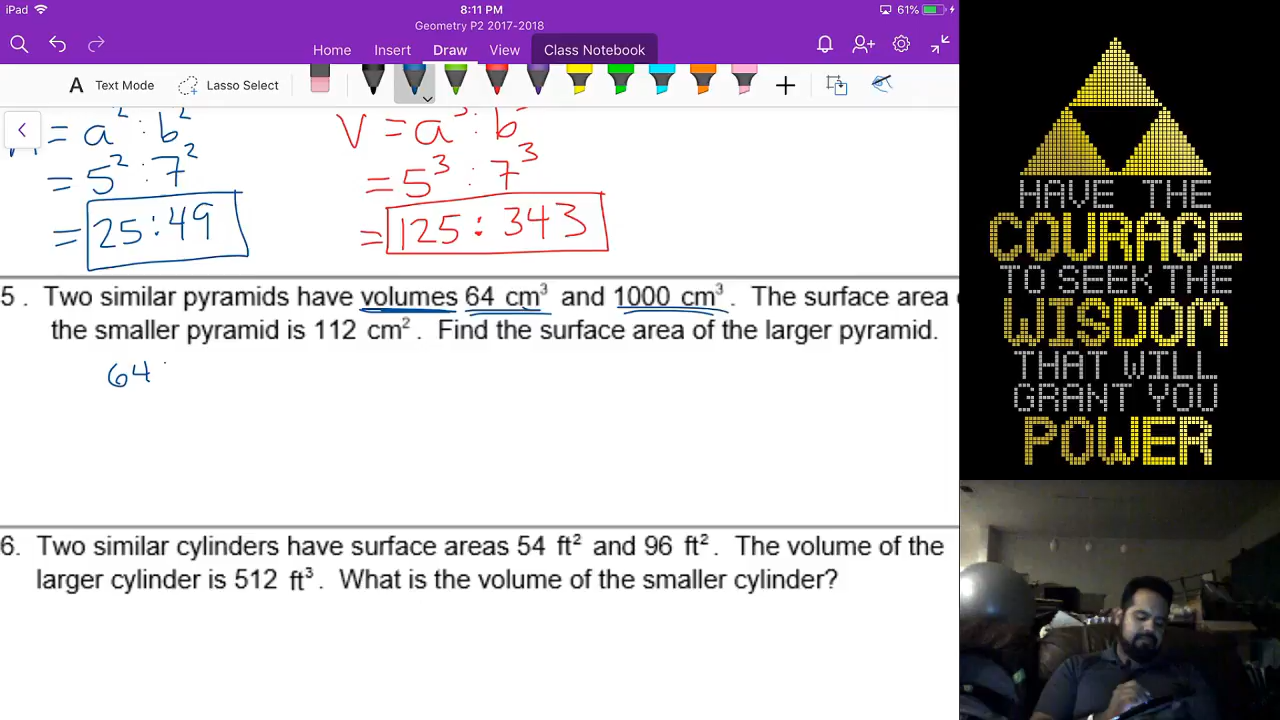 iPad 8:11 PM 61%
Geometry P2 2017-2018
Home Insert Draw View Class Notebook
A Text Mode Lasso Select
= a² : b² V = a³ : b
= 5² : 7² = 5³ : 7³
= 25:49 = 125:343
5. Two similar pyramids have volumes 64 cm³ and 1000 cm³. The surface area
the smaller pyramid is 112 cm². Find the surface area of the larger pyramid.
64
6. Two similar cylinders have surface areas 54 ft² and 96 ft². The volume of the
larger cylinder is 512 ft³. What is the volume of the smaller cylinder?
HAVE THE
COURAGE
TO SEEK THE
WISDOM
THAT WILL
GRANT YOU
POWER